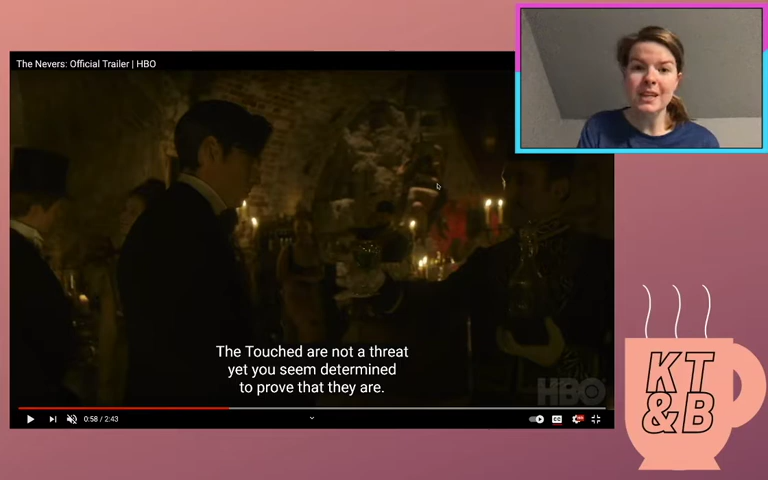 The Nevers: Official Trailer | HBO
The Touched are not a threat
yet you seem determined
to prove that they are.
HBO
0:58 / 2:43
KT
&B